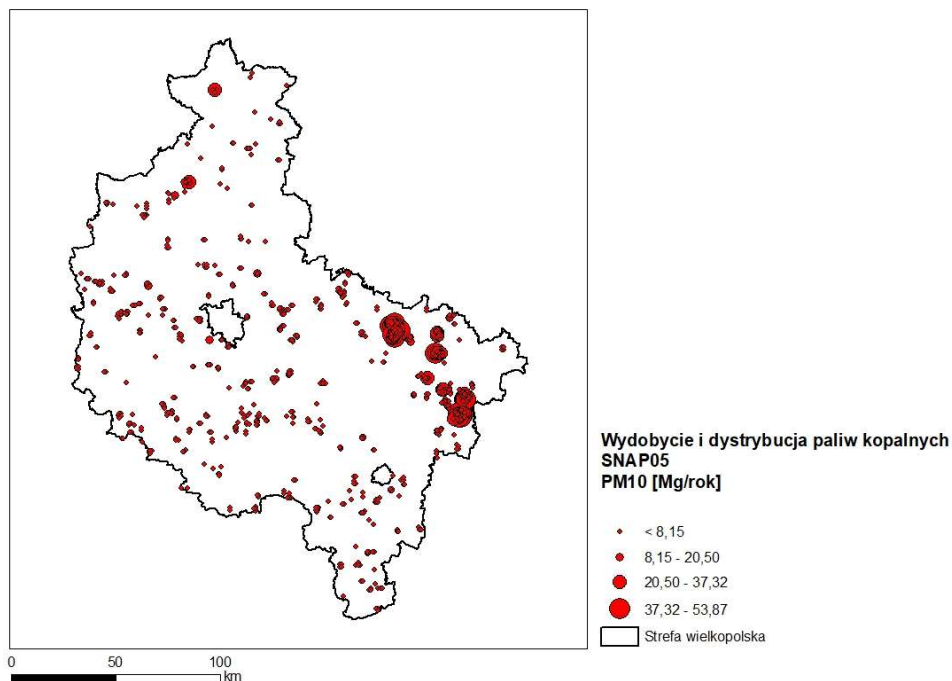 Wydobycie i dystrybucja paliw kopalnych
SNAP05
PM10 [Mg/rok]
< 8,15
8,15 - 20,50
20,50 - 37,32
37,32 - 53,87
Strefa wielkopolska
0 50 100
km